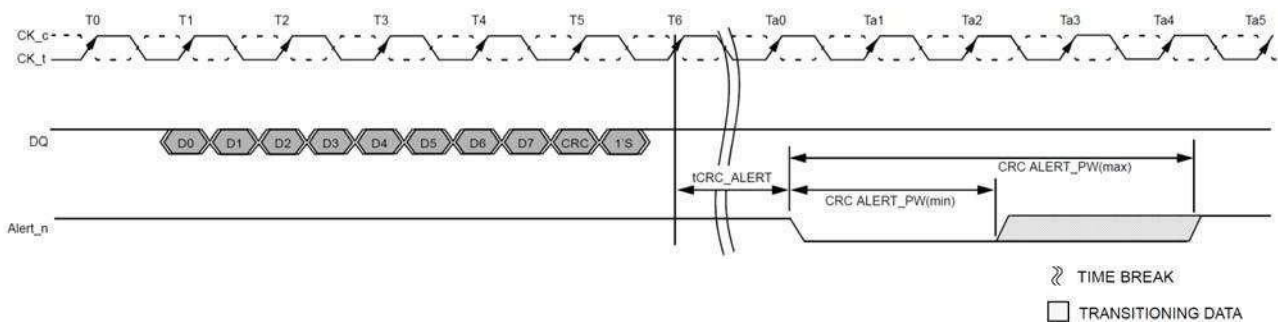 T0 T1 T2 T3 T4 T5 T6 Ta0 Ta1 Ta2 Ta3 Ta4 Ta5
CK_c
CK_t
DQ D0 D1 D2 D3 D4 D5 D6 D7 CRC 1'S
CRC ALERT_PW(max)
tCRC_ALERT
CRC ALERT_PW(min)
Alert_n
TIME BREAK
TRANSITIONING DATA